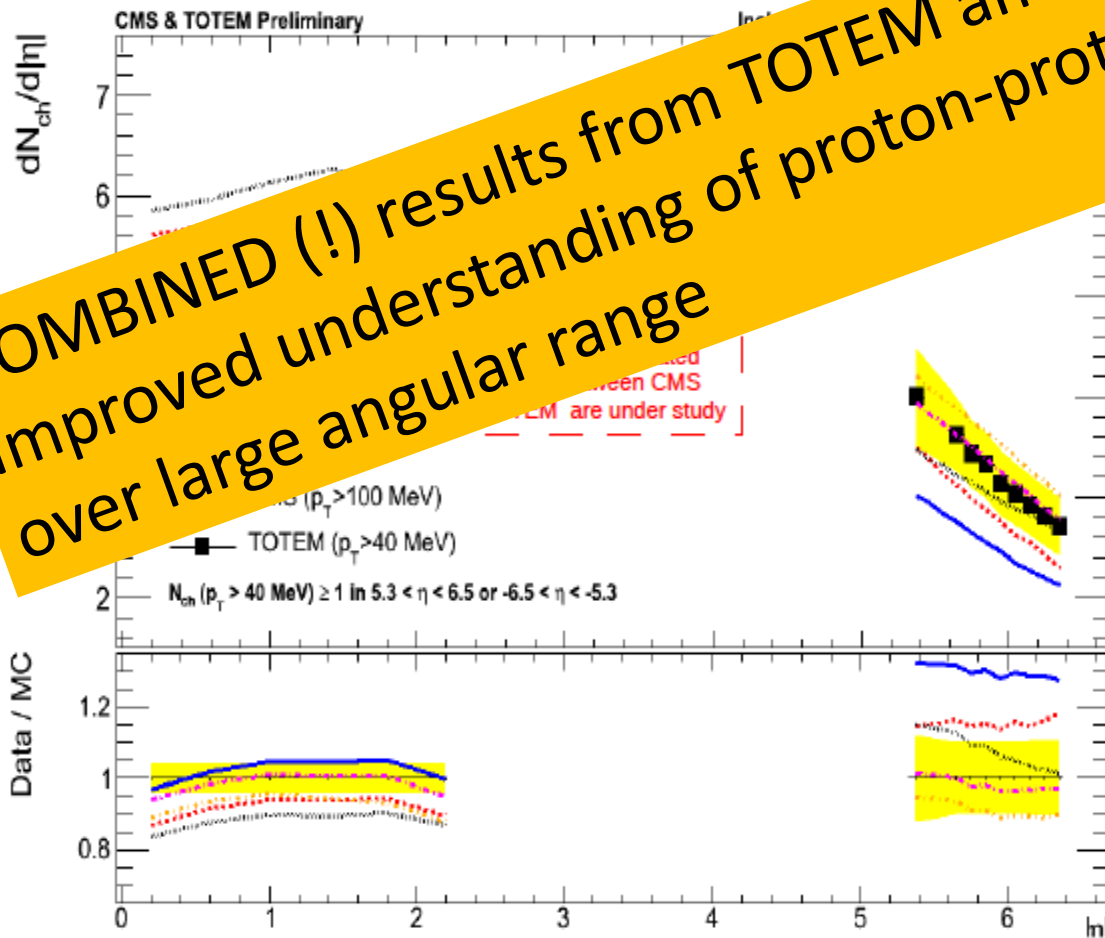 CMS & TOTEM Preliminary
dN_ch/d|η|
7
6
OMBINED (!) results from TOTEM an
improved understanding of proton-prot
over large angular range
ween CMS
are under study
(p_T>100 MeV)
TOTEM (p_T>40 MeV)
2
N_ch (p_T > 40 MeV) ≥ 1 in 5.3 < η < 6.5 or -6.5 < η < -5.3
Data / MC
1.2
1
0.8
0 1 2 3 4 5 6